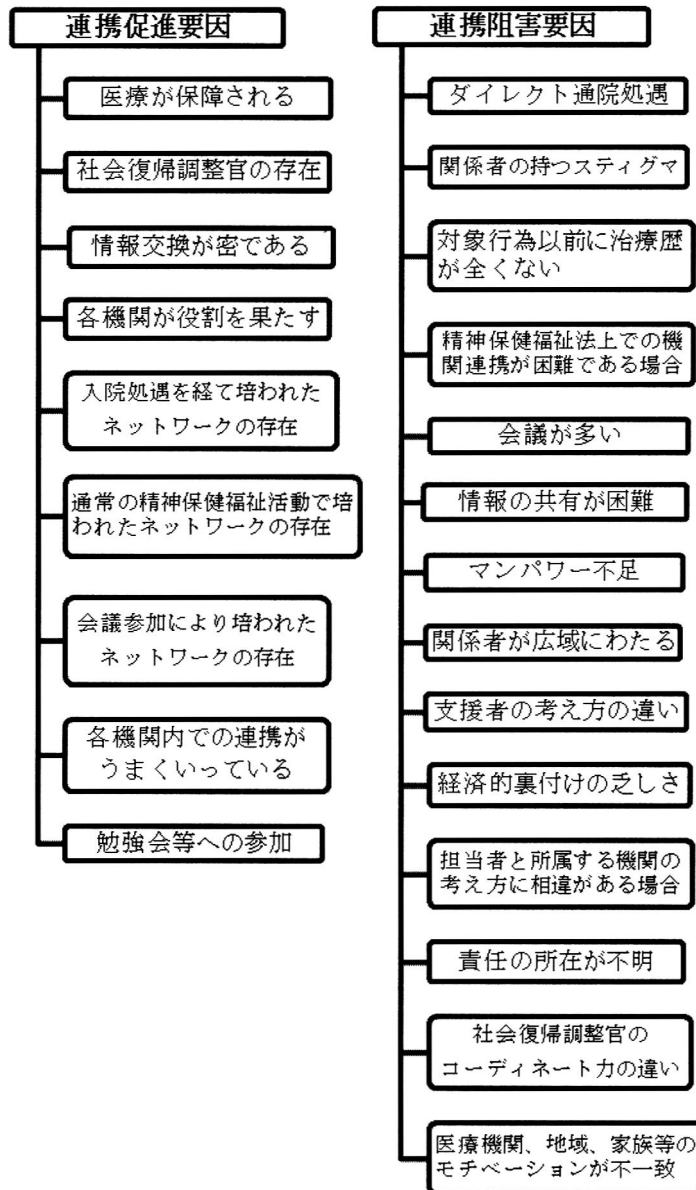 連携促進要因
医療が保障される
社会復帰調整官の存在
情報交換が密である
各機関が役割を果たす
入院処遇を経て培われた
ネットワークの存在
通常の精神保健福祉活動で培
われたネットワークの存在
会議参加により培われた
ネットワークの存在
各機関内での連携が
うまくいっている
勉強会等への参加
連携阻害要因
ダイレクト通院処遇
関係者の持つスティグマ
対象行為以前に治療歴
が全くない
精神保健福祉法上での機
関連携が困難である場合
会議が多い
情報の共有が困難
マンパワー不足
関係者が広域にわたる
支援者の考え方の違い
経済的裏付けの乏しさ
担当者と所属する機関の
考え方に相違がある場合
責任の所在が不明
社会復帰調整官の
コーディネート力の違い
医療機関、地域、家族等の
モチベーションが不一致